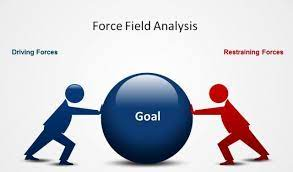 Force Field Analysis
Driving Forces
Restraining Forces
Goal